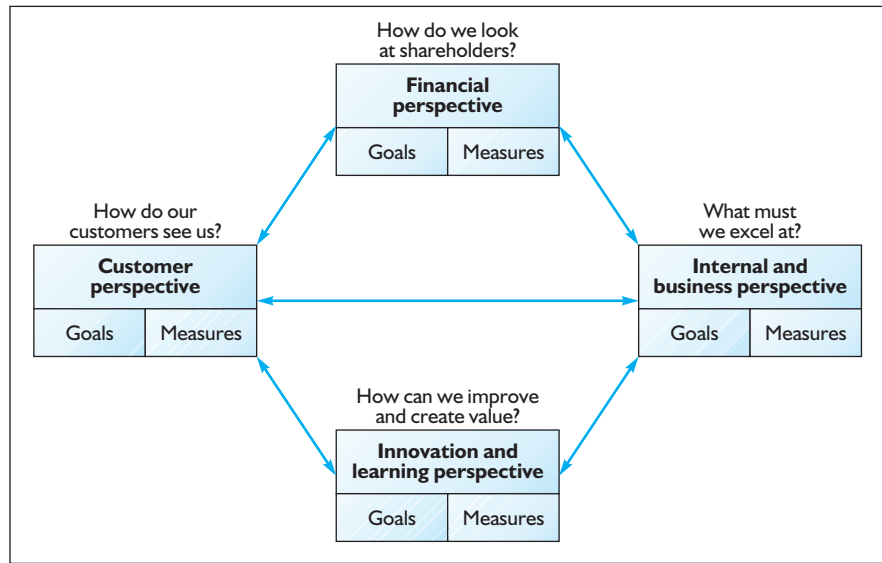 How do we look
at shareholders?
Financial
perspective
Goals
Measures
How do our
customers see us?
Customer
perspective
Goals
Measures
What must
we excel at?
Internal and
business perspective
Goals
Measures
How can we improve
and create value?
Innovation and
learning perspective
Goals
Measures